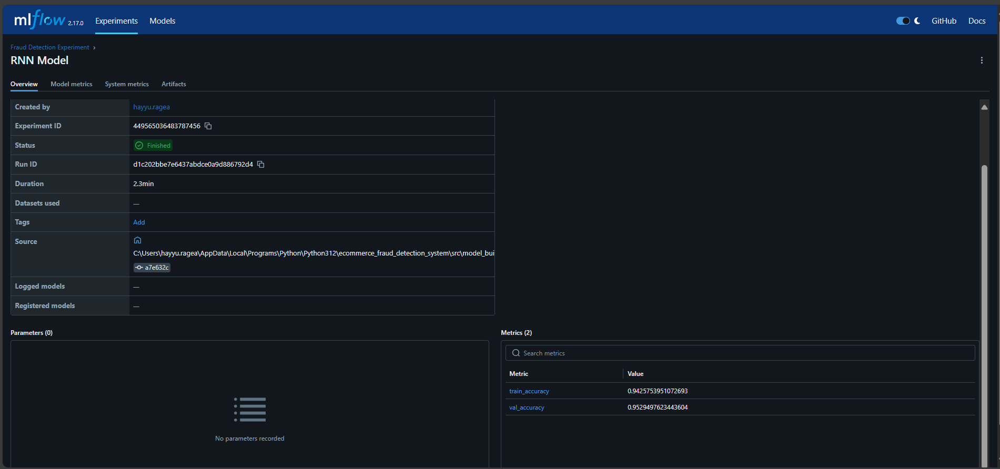 mlflow 2.17.0 Experiments Models GitHub Docs
Fraud Detection Experiment ›
RNN Model
Overview Model metrics System metrics Artifacts
Created by hayyu.ragea
Experiment ID 449565036483787456
Status Finished
Run ID d1c202bbe7e6437abdce0a9d886792d4
Duration 2.3min
Datasets used —
Tags Add
Source
C:\Users\hayyu.ragea\AppData\Local\Programs\Python\Python312\ecommerce_fraud_detection_system\src\model_bui
a7e632c
Logged models —
Registered models —
Parameters (0)
No parameters recorded
Metrics (2)
Search metrics
Metric Value
train_accuracy 0.9425753951072693
val_accuracy 0.9529497623443604